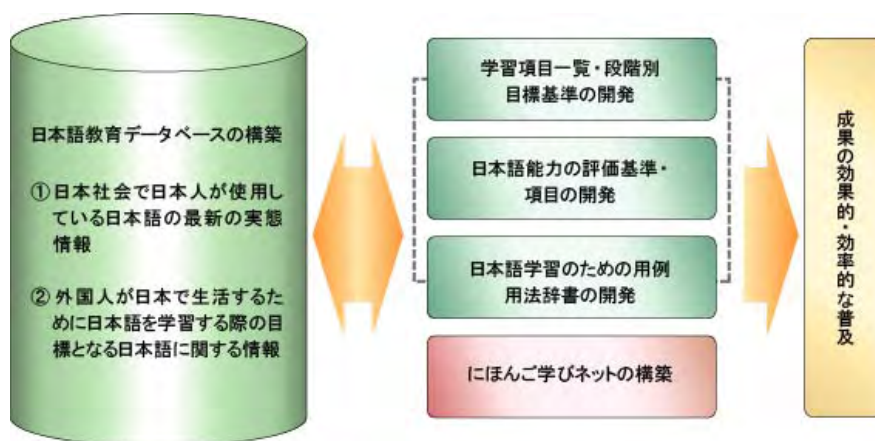 日本語教育データベースの構築
①日本社会で日本人が使用し
ている日本語の最新の実態
情報
②外国人が日本で生活するた
めに日本語を学習する際の目
標となる日本語に関する情報
学習項目一覧・段階別
目標基準の開発
日本語能力の評価基準・
項目の開発
日本語学習のための用例
用法辞書の開発
にほんご学びネットの構築
成果の効果的・効率的な普及